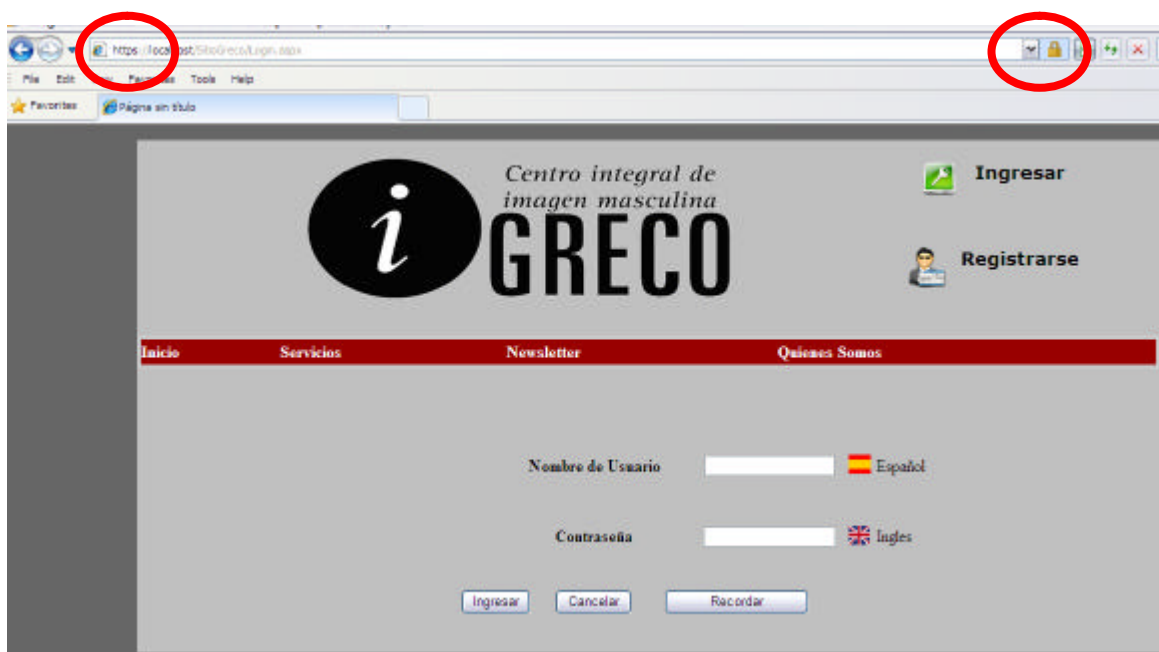 https://localhost/SitioGreco/Login.aspx
File Edit Favorites Tools Help
Favorites Página sin título
Centro integral de
imagen masculina
i GRECO
Ingresar
Registrarse
Inicio Servicios Newsletter Quienes Somos
Nombre de Usuario Español
Contraseña Ingles
Ingresar Cancelar Recordar